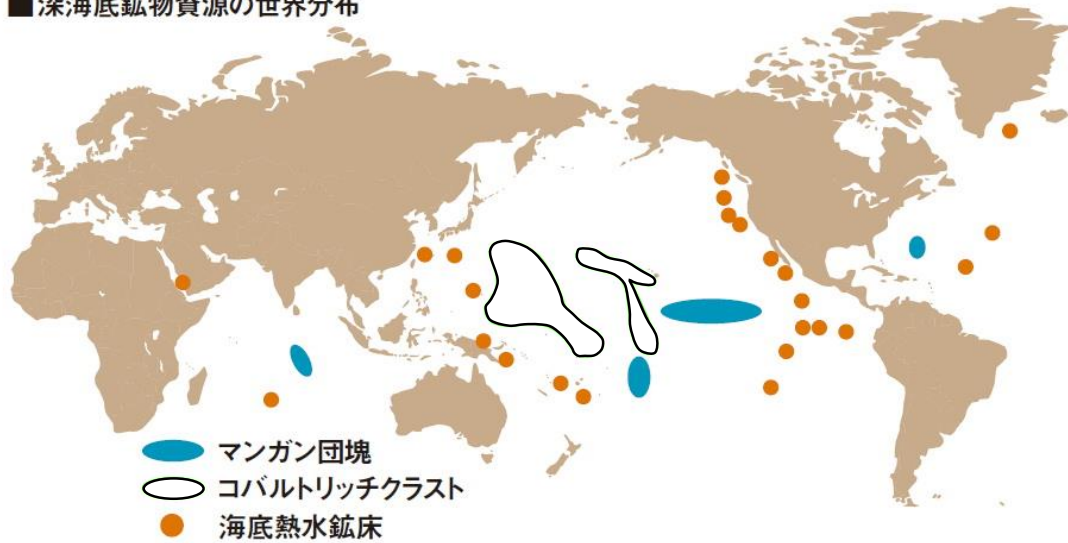 ■深海底鉱物資源の世界分布
マンガン団塊
コバルトリッチクラスト
海底熱水鉱床